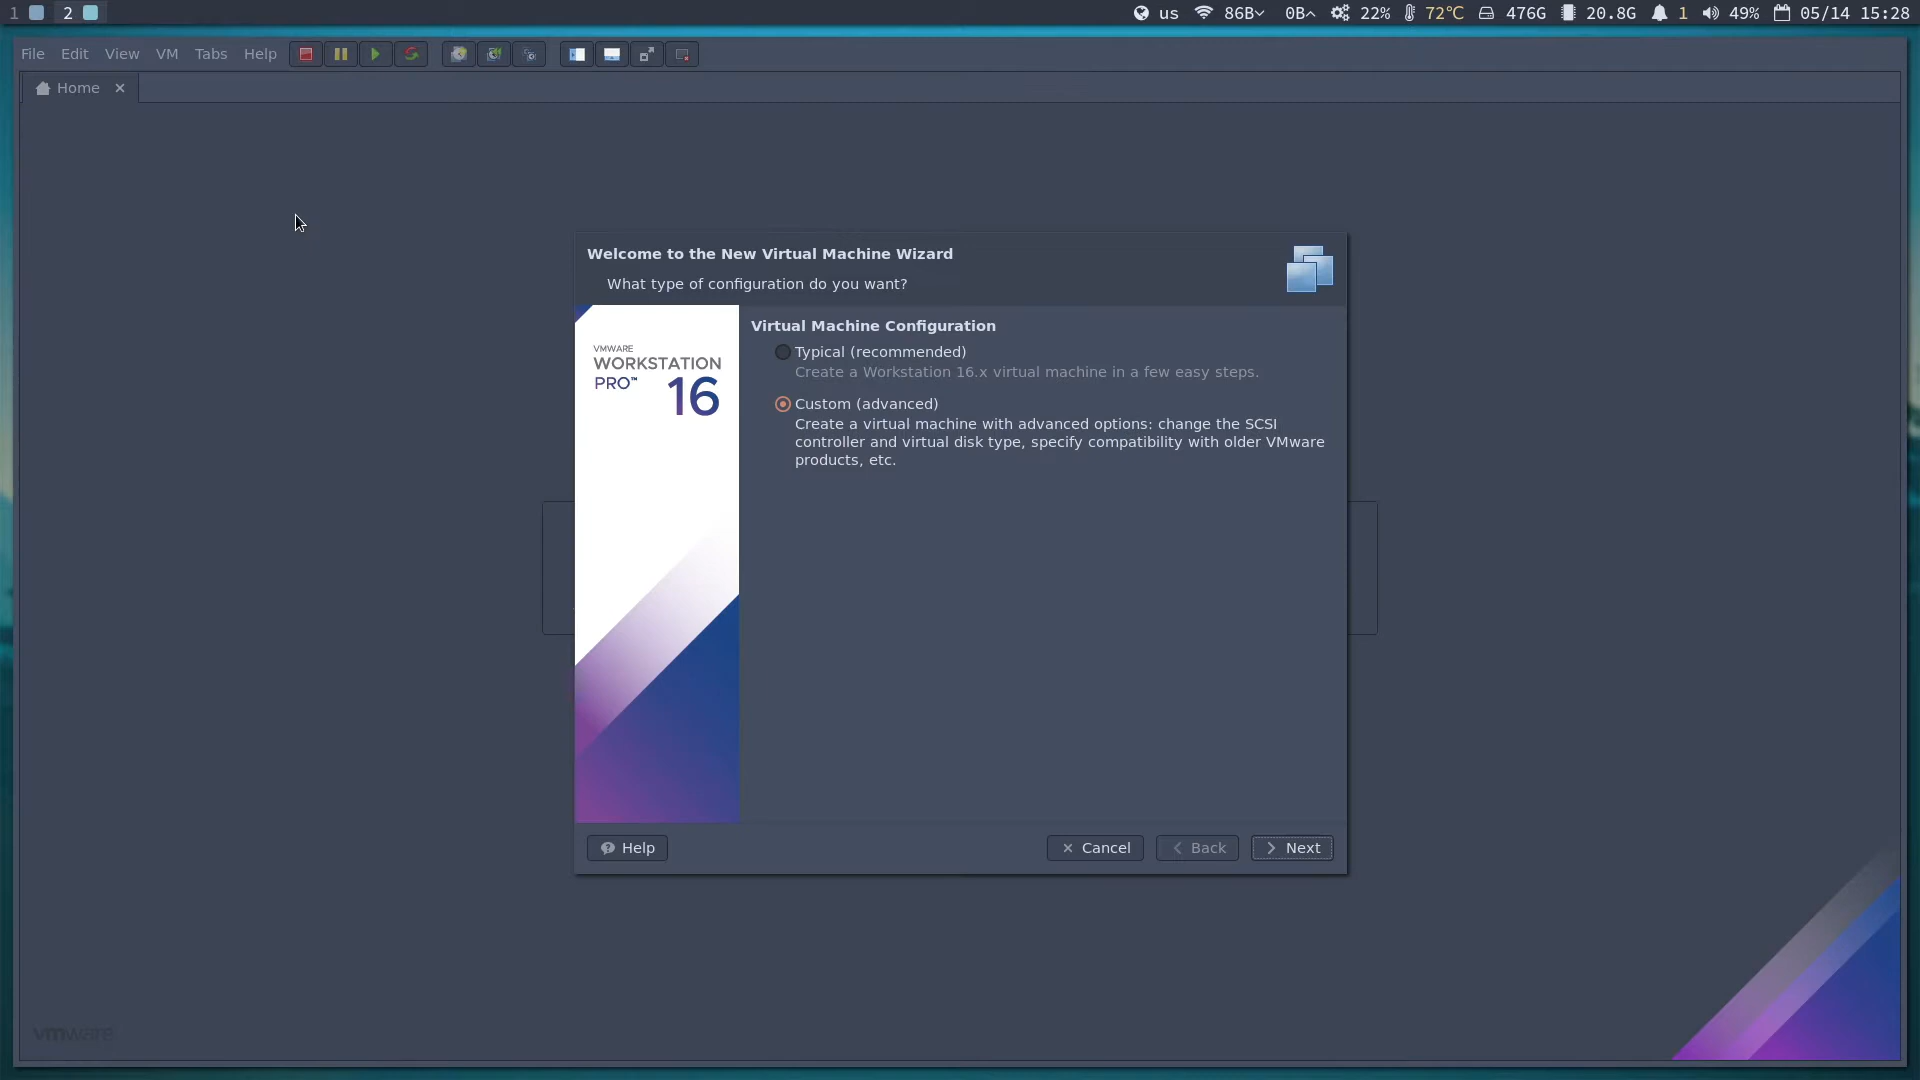 1 2 us 86B 0B 22% 72℃ 476G 20.8G 1 49% 05/14 15:28
File Edit View VM Tabs Help
Home
Welcome to the New Virtual Machine Wizard
What type of configuration do you want?
VMWARE
WORKSTATION
PRO™ 16
Virtual Machine Configuration
Typical (recommended)
Create a Workstation 16.x virtual machine in a few easy steps.
Custom (advanced)
Create a virtual machine with advanced options: change the SCSI
controller and virtual disk type, specify compatibility with older VMware
products, etc.
Help Cancel Back Next
vmware